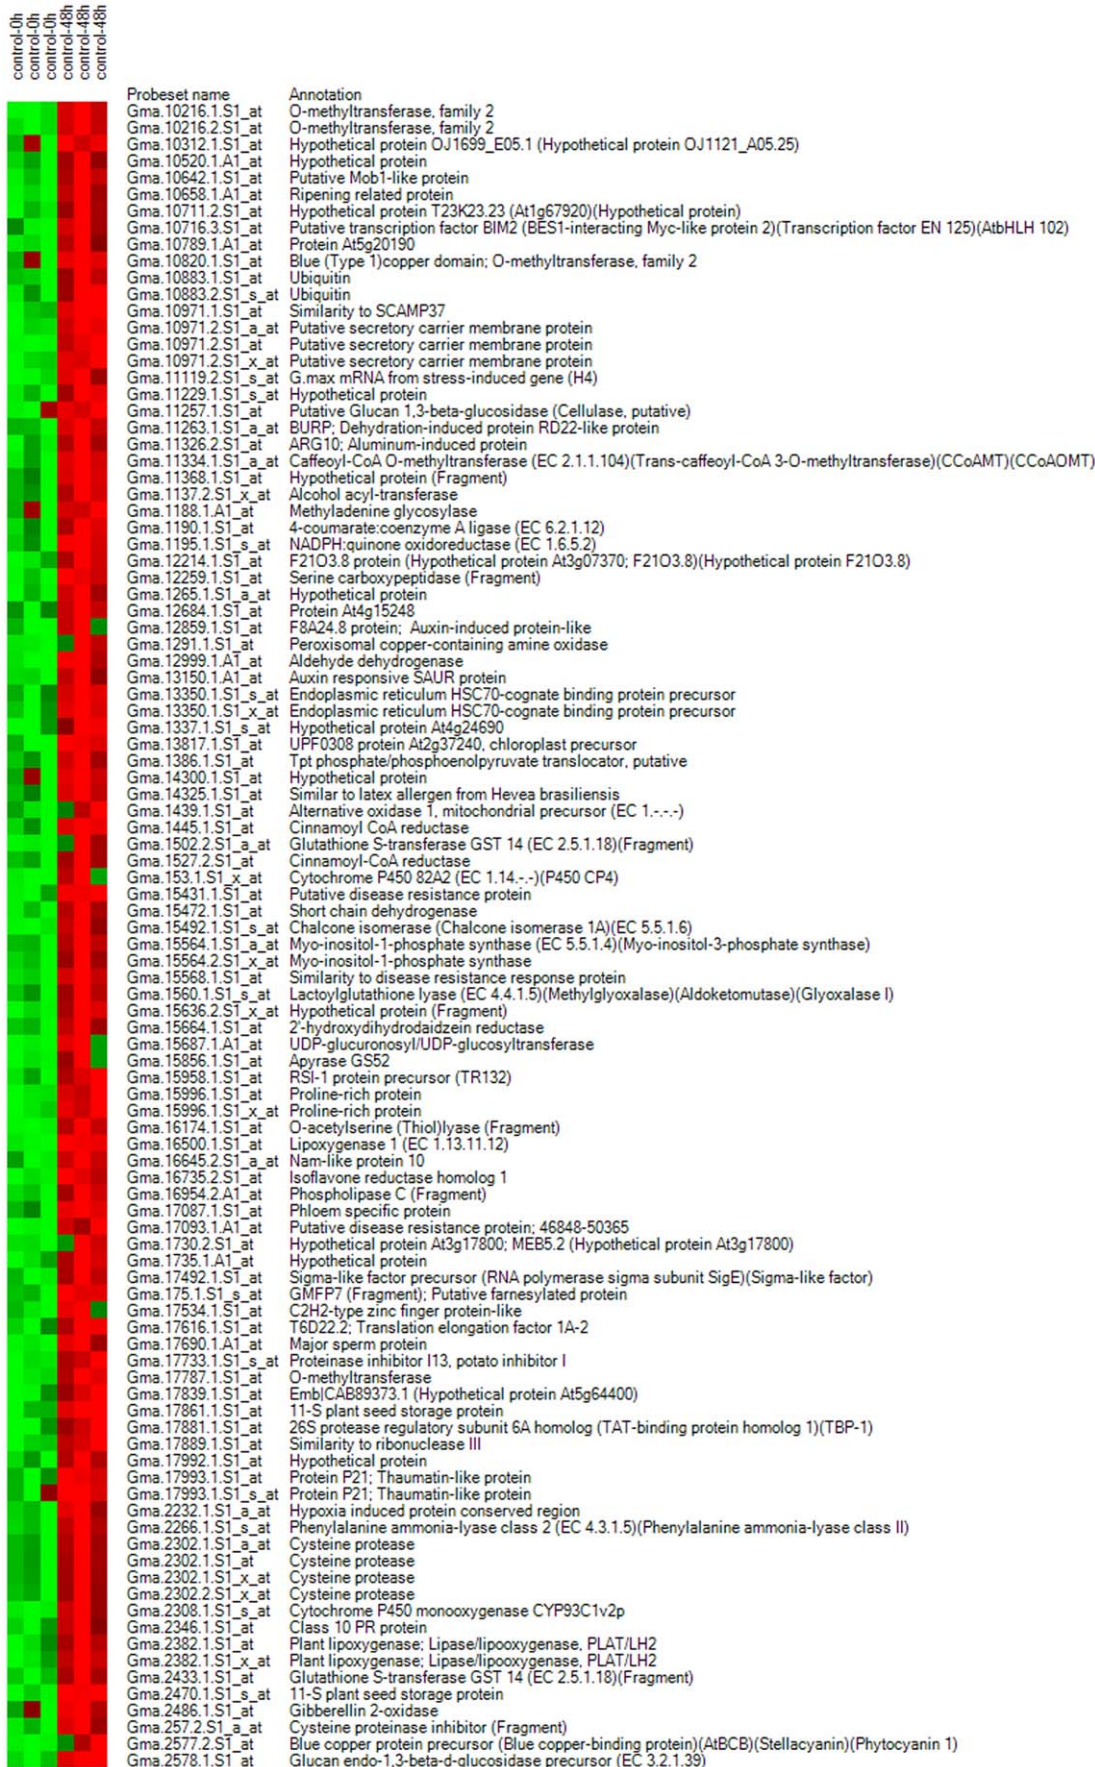 control-0h
control-0h
control-0h
control-48h
control-48h
control-48h
Probeset name Annotation
Gma.10216.1.S1_at O-methyltransferase, family 2
Gma.10216.2.S1_at O-methyltransferase, family 2
Gma.10312.1.S1_at Hypothetical protein OJ1699_E05.1 (Hypothetical protein OJ1121_A05.25)
Gma.10520.1.A1_at Hypothetical protein
Gma.10642.1.S1_at Putative Mob1-like protein
Gma.10658.1.A1_at Ripening related protein
Gma.10711.2.S1_at Hypothetical protein T23K23.23 (At1g67920)(Hypothetical protein)
Gma.10716.3.S1_at Putative transcription factor BIM2 (BES1-interacting Myc-like protein 2)(Transcription factor EN 125)(AtbHLH 102)
Gma.10789.1.A1_at Protein At5g20190
Gma.10820.1.S1_at Blue (Type 1)copper domain; O-methyltransferase, family 2
Gma.10883.1.S1_at Ubiquitin
Gma.10883.2.S1_s_at Ubiquitin
Gma.10971.1.S1_at Similarity to SCAMP37
Gma.10971.2.S1_a_at Putative secretory carrier membrane protein
Gma.10971.2.S1_at Putative secretory carrier membrane protein
Gma.10971.2.S1_x_at Putative secretory carrier membrane protein
Gma.11119.2.S1_s_at G.max mRNA from stress-induced gene (H4)
Gma.11229.1.S1_s_at Hypothetical protein
Gma.11257.1.S1_at Putative Glucan 1,3-beta-glucosidase (Cellulase, putative)
Gma.11263.1.S1_a_at BURP; Dehydration-induced protein RD22-like protein
Gma.11326.2.S1_at ARG10; Aluminum-induced protein
Gma.11334.1.S1_a_at Caffeoyl-CoA O-methyltransferase (EC 2.1.1.104)(Trans-caffeoyl-CoA 3-O-methyltransferase)(CCoAMT)(CCoAOMT)
Gma.11368.1.S1_at Hypothetical protein (Fragment)
Gma.1137.2.S1_x_at Alcohol acyl-transferase
Gma.1188.1.A1_at Methyladenine glycosylase
Gma.1190.1.S1_at 4-coumarate:coenzyme A ligase (EC 6.2.1.12)
Gma.1195.1.S1_s_at NADPH:quinone oxidoreductase (EC 1.6.5.2)
Gma.12214.1.S1_at F21O3.8 protein (Hypothetical protein At3g07370; F21O3.8)(Hypothetical protein F21O3.8)
Gma.12259.1.S1_at Serine carboxypeptidase (Fragment)
Gma.1265.1.S1_a_at Hypothetical protein
Gma.12684.1.S1_at Protein At4g15248
Gma.12859.1.S1_at F8A24.8 protein; Auxin-induced protein-like
Gma.1291.1.S1_at Peroxisomal copper-containing amine oxidase
Gma.12999.1.A1_at Aldehyde dehydrogenase
Gma.13150.1.A1_at Auxin responsive SAUR protein
Gma.13350.1.S1_s_at Endoplasmic reticulum HSC70-cognate binding protein precursor
Gma.13350.1.S1_x_at Endoplasmic reticulum HSC70-cognate binding protein precursor
Gma.1337.1.S1_s_at Hypothetical protein At4g24690
Gma.13817.1.S1_at UPF0308 protein At2g37240, chloroplast precursor
Gma.1386.1.S1_at Tpt phosphate/phosphoenolpyruvate translocator, putative
Gma.14300.1.S1_at Hypothetical protein
Gma.14325.1.S1_at Similar to latex allergen from Hevea brasiliensis
Gma.1439.1.S1_at Alternative oxidase 1, mitochondrial precursor (EC 1.-.-.-)
Gma.1445.1.S1_at Cinnamoyl CoA reductase
Gma.1502.2.S1_a_at Glutathione S-transferase GST 14 (EC 2.5.1.18)(Fragment)
Gma.1527.2.S1_at Cinnamoyl-CoA reductase
Gma.153.1.S1_x_at Cytochrome P450 82A2 (EC 1.14.-.-)(P450 CP4)
Gma.15431.1.S1_at Putative disease resistance protein
Gma.15472.1.S1_at Short chain dehydrogenase
Gma.15492.1.S1_s_at Chalcone isomerase (Chalcone isomerase 1A)(EC 5.5.1.6)
Gma.15564.1.S1_a_at Myo-inositol-1-phosphate synthase (EC 5.5.1.4)(Myo-inositol-3-phosphate synthase)
Gma.15564.2.S1_x_at Myo-inositol-1-phosphate synthase
Gma.15568.1.S1_at Similarity to disease resistance response protein
Gma.1560.1.S1_s_at Lactoylglutathione lyase (EC 4.4.1.5)(Methylglyoxalase)(Aldoketomutase)(Glyoxalase I)
Gma.15636.2.S1_x_at Hypothetical protein (Fragment)
Gma.15664.1.S1_at 2'-hydroxydihydrodaidzein reductase
Gma.15687.1.A1_at UDP-glucuronosyl/UDP-glucosyltransferase
Gma.15856.1.S1_at Apyrase GS52
Gma.15958.1.S1_at RSI-1 protein precursor (TR132)
Gma.15996.1.S1_at Proline-rich protein
Gma.15996.1.S1_x_at Proline-rich protein
Gma.16174.1.S1_at O-acetylserine (Thiol)lyase (Fragment)
Gma.16500.1.S1_at Lipoxygenase 1 (EC 1.13.11.12)
Gma.16645.2.S1_a_at Nam-like protein 10
Gma.16735.2.S1_at Isoflavone reductase homolog 1
Gma.16954.2.A1_at Phospholipase C (Fragment)
Gma.17087.1.S1_at Phloem specific protein
Gma.17093.1.A1_at Putative disease resistance protein; 46848-50365
Gma.1730.2.S1_at Hypothetical protein At3g17800; MEB5.2 (Hypothetical protein At3g17800)
Gma.1735.1.A1_at Hypothetical protein
Gma.17492.1.S1_at Sigma-like factor precursor (RNA polymerase sigma subunit SigE)(Sigma-like factor)
Gma.175.1.S1_s_at GMFP7 (Fragment); Putative farnesylated protein
Gma.17534.1.S1_at C2H2-type zinc finger protein-like
Gma.17616.1.S1_at T6D22.2; Translation elongation factor 1A-2
Gma.17690.1.A1_at Major sperm protein
Gma.17733.1.S1_s_at Proteinase inhibitor I13, potato inhibitor I
Gma.17787.1.S1_at O-methyltransferase
Gma.17839.1.S1_at Emb|CAB89373.1 (Hypothetical protein At5g64400)
Gma.17861.1.S1_at 11-S plant seed storage protein
Gma.17881.1.S1_at 26S protease regulatory subunit 6A homolog (TAT-binding protein homolog 1)(TBP-1)
Gma.17889.1.S1_at Similarity to ribonuclease III
Gma.17992.1.S1_at Hypothetical protein
Gma.17993.1.S1_at Protein P21; Thaumatin-like protein
Gma.17993.1.S1_s_at Protein P21; Thaumatin-like protein
Gma.2232.1.S1_a_at Hypoxia induced protein conserved region
Gma.2266.1.S1_s_at Phenylalanine ammonia-lyase class 2 (EC 4.3.1.5)(Phenylalanine ammonia-lyase class II)
Gma.2302.1.S1_a_at Cysteine protease
Gma.2302.1.S1_at Cysteine protease
Gma.2302.1.S1_x_at Cysteine protease
Gma.2302.2.S1_x_at Cysteine protease
Gma.2308.1.S1_s_at Cytochrome P450 monooxygenase CYP93C1v2p
Gma.2346.1.S1_at Class 10 PR protein
Gma.2382.1.S1_at Plant lipoxygenase; Lipase/lipooxygenase, PLAT/LH2
Gma.2382.1.S1_x_at Plant lipoxygenase; Lipase/lipooxygenase, PLAT/LH2
Gma.2433.1.S1_at Glutathione S-transferase GST 14 (EC 2.5.1.18)(Fragment)
Gma.2470.1.S1_s_at 11-S plant seed storage protein
Gma.2486.1.S1_at Gibberellin 2-oxidase
Gma.257.2.S1_a_at Cysteine proteinase inhibitor (Fragment)
Gma.2577.2.S1_at Blue copper protein precursor (Blue copper-binding protein)(AtBCB)(Stellacyanin)(Phytocyanin 1)
Gma.2578.1.S1_at Glucan endo-1,3-beta-d-glucosidase precursor (EC 3.2.1.39)